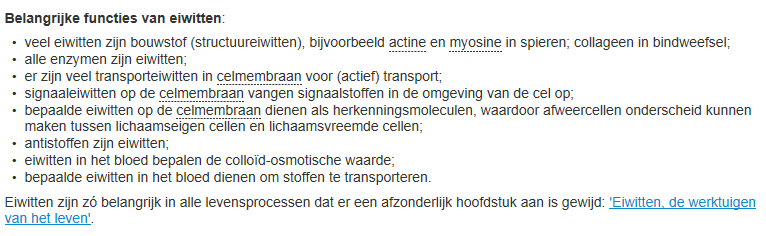 Belangrijke functies van eiwitten:
• veel eiwitten zijn bouwstof (structuureiwitten), bijvoorbeeld actine en myosine in spieren; collageen in bindweefsel;
• alle enzymen zijn eiwitten;
• er zijn veel transporteiwitten in celmembraan voor (actief) transport;
• signaaleiwitten op de celmembraan vangen signaalstoffen in de omgeving van de cel op;
• bepaalde eiwitten op de celmembraan dienen als herkenningsmoleculen, waardoor afweercellen onderscheid kunnen
maken tussen lichaamseigen cellen en lichaamsvreemde cellen;
• antistoffen zijn eiwitten;
• eiwitten in het bloed bepalen de colloïd-osmotische waarde;
• bepaalde eiwitten in het bloed dienen om stoffen te transporteren.
Eiwitten zijn zó belangrijk in alle levensprocessen dat er een afzonderlijk hoofdstuk aan is gewijd: 'Eiwitten, de werktuigen
van het leven'.